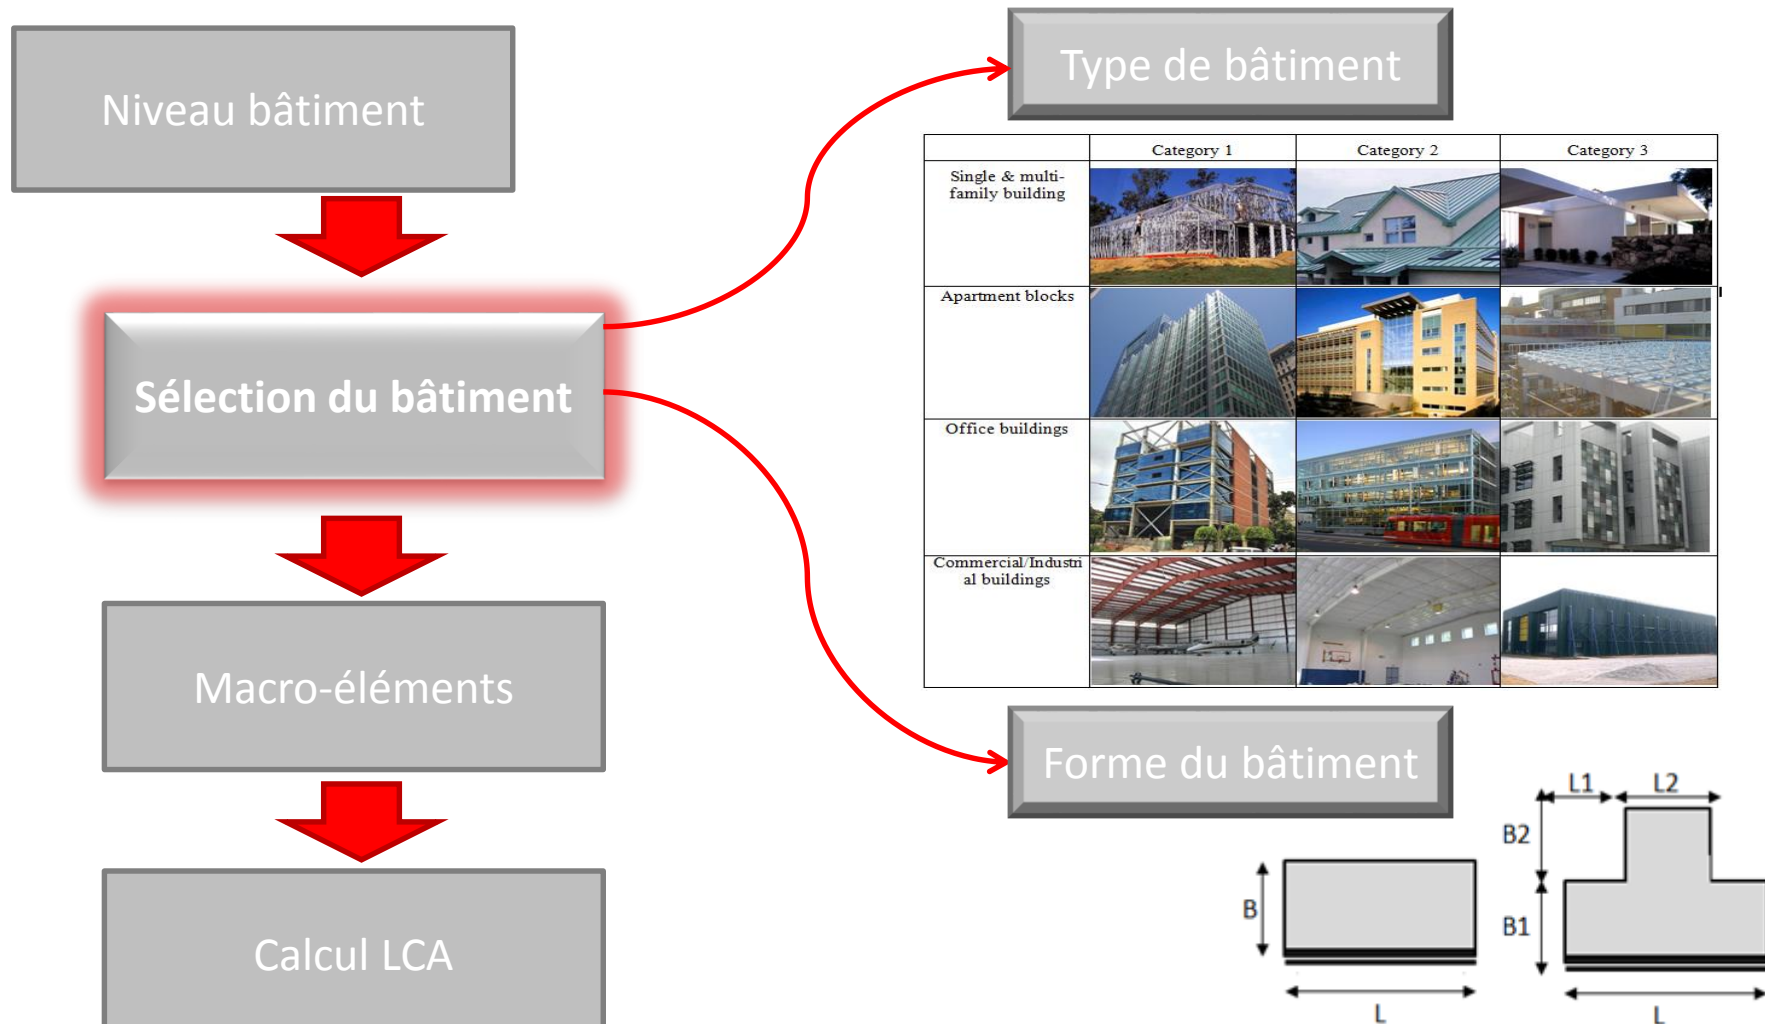 Niveau bâtiment
Sélection du bâtiment
Macro-éléments
Calcul LCA
Type de bâtiment
Category 1
Category 2
Category 3
Single & multi-
family building
Apartment blocks
Office buildings
Commercial/Industri
al buildings
Forme du bâtiment
B
L
L1
L2
B2
B1
L